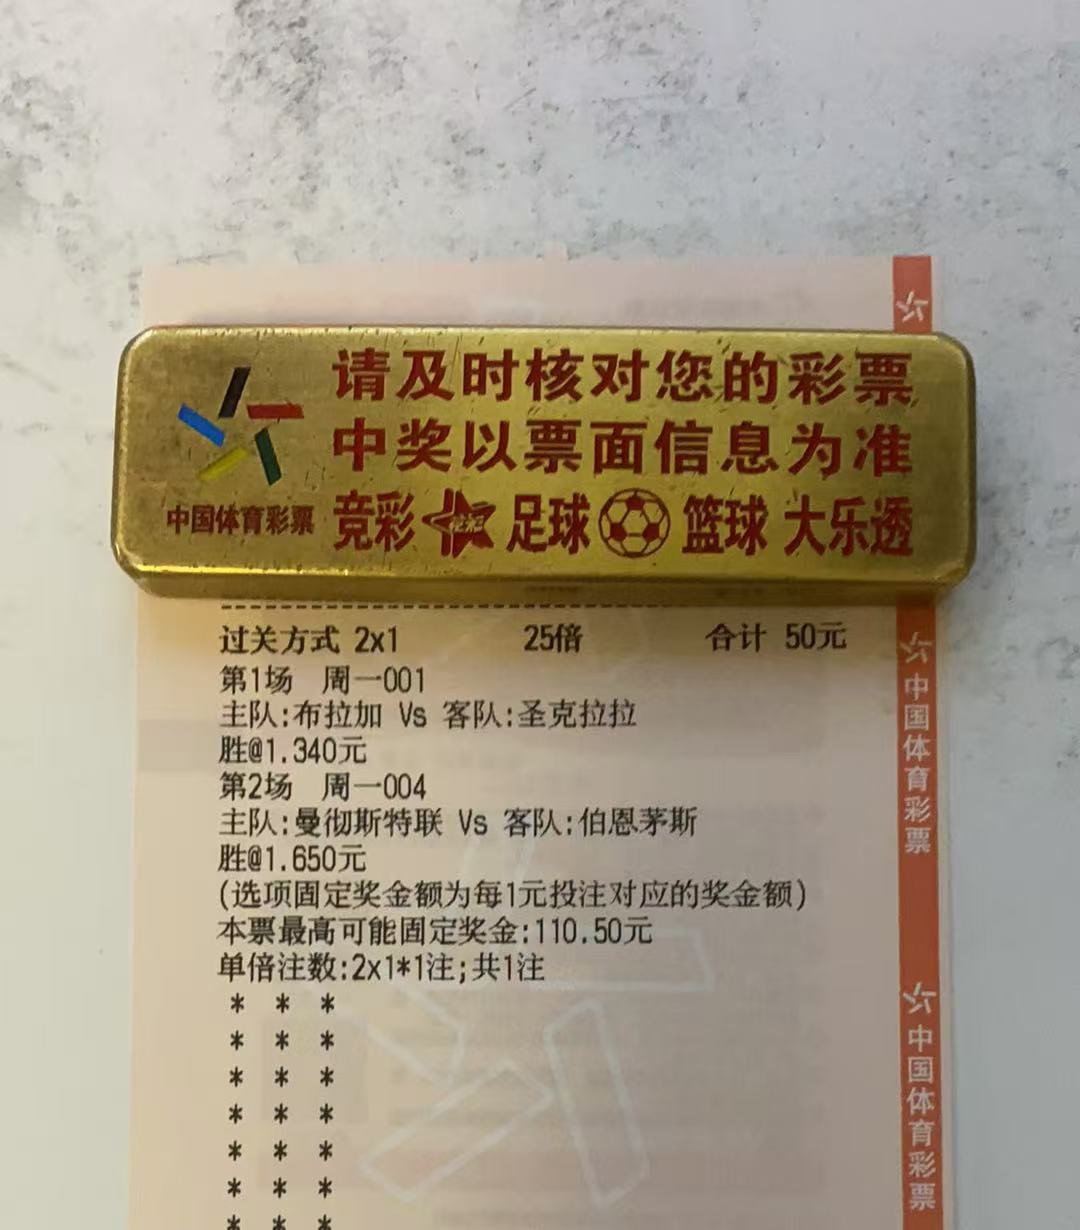 请及时核对您的彩票
中奖以票面信息为准
中国体育彩票
竞彩 足球 篮球 大乐透
过关方式 2x1 25倍 合计 50元
第1场 周一001
主队:布拉加 Vs 客队:圣克拉拉
胜@1.340元
第2场 周一004
主队:曼彻斯特联 Vs 客队:伯恩茅斯
胜@1.650元
(选项固定奖金额为每1元投注对应的奖金额)
本票最高可能固定奖金:110.50元
单倍注数:2x1*1注;共1注
* * *
* * *
* * *
* * *
* * *
* * *
* * *
中国体育彩票
中国体育彩票